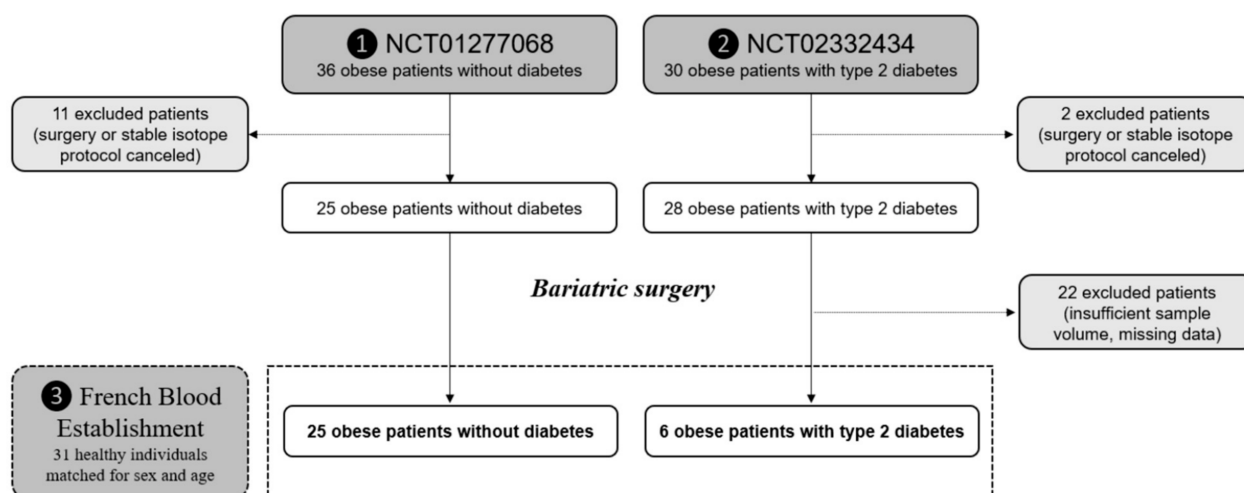 ❶ NCT01277068
36 obese patients without diabetes
❷ NCT02332434
30 obese patients with type 2 diabetes
11 excluded patients
(surgery or stable isotope
protocol canceled)
2 excluded patients
(surgery or stable isotope
protocol canceled)
25 obese patients without diabetes
28 obese patients with type 2 diabetes
Bariatric surgery
22 excluded patients
(insufficient sample
volume, missing data)
❸ French Blood
Establishment
31 healthy individuals
matched for sex and age
25 obese patients without diabetes
6 obese patients with type 2 diabetes